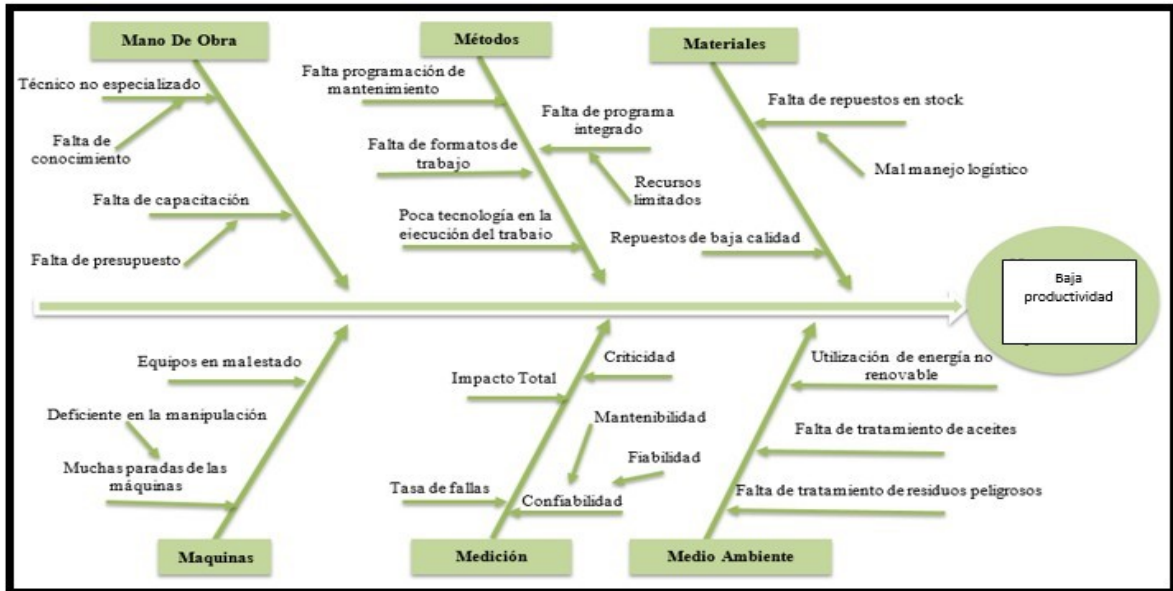 Mano De Obra
Métodos
Materiales
Técnico no especializado
Falta de
conocimiento
Falta de capacitación
Falta de presupuesto
Falta programación de
mantenimiento
Falta de programa
integrado
Falta de formatos de
trabajo
Recursos
limitados
Poca tecnología en la
ejecución del trabajo
Falta de repuestos en stock
Mal manejo logístico
Repuestos de baja calidad
Baja
productividad
Equipos en mal estado
Deficiente en la manipulación
Muchas paradas de las
máquinas
Criticidad
Impacto Total
Mantenibilidad
Fiabilidad
Tasa de fallas
Confiabilidad
Utilización de energía no
renovable
Falta de tratamiento de aceites
Falta de tratamiento de residuos peligrosos
Maquinas
Medición
Medio Ambiente